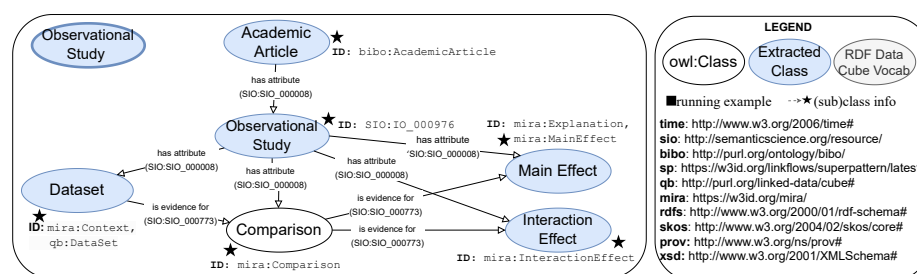 Observational
Study
Academic
Article
ID: bibo:AcademicArticle
has attribute
(SIO:SIO_000008)
Observational
Study
ID: SIO:IO_000976
ID: mira:Explanation,
mira:MainEffect
has attribute
(SIO:SIO_000008)
has attribute
(SIO:SIO_000008)
has attribute
(SIO:SIO_000008)
has attribute
(SIO:SIO_000008)
Main Effect
Dataset
ID: mira:Context,
qb:DataSet
is evidence for
(SIO:SIO_000773)
Comparison
ID: mira:Comparison
is evidence for
(SIO:SIO_000773)
is evidence for
(SIO:SIO_000773)
Interaction
Effect
ID: mira:InteractionEffect
LEGEND
owl:Class
Extracted
Class
RDF Data
Cube Vocab
running example
(sub)class info
time: http://www.w3.org/2006/time#
sio: http://semanticscience.org/resource/
bibo: http://purl.org/ontology/bibo/
sp: https://w3id.org/linkflows/superpattern/latest
qb: http://purl.org/linked-data/cube#
mira: https://w3id.org/mira/
rdfs: http://www.w3.org/2000/01/rdf-schema#
skos: http://www.w3.org/2004/02/skos/core#
prov: http://www.w3.org/ns/prov#
xsd: http://www.w3.org/2001/XMLSchema#